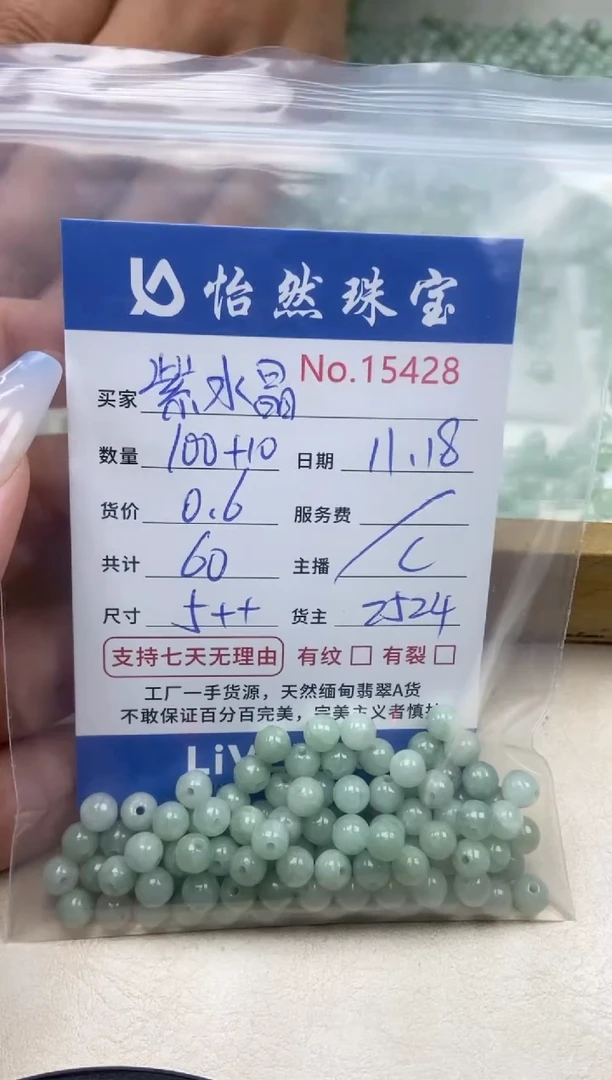 怡然珠宝
No.15428
买家 紫水晶
数量 100+10 日期 11.18
货价 0.6 服务费 /
共计 60 主播 C
尺寸 5++ 货主 2524
支持七天无理由 有纹 □ 有裂 □
工厂一手货源，天然缅甸翡翠A货
不敢保证百分百完美，完美主义者慎